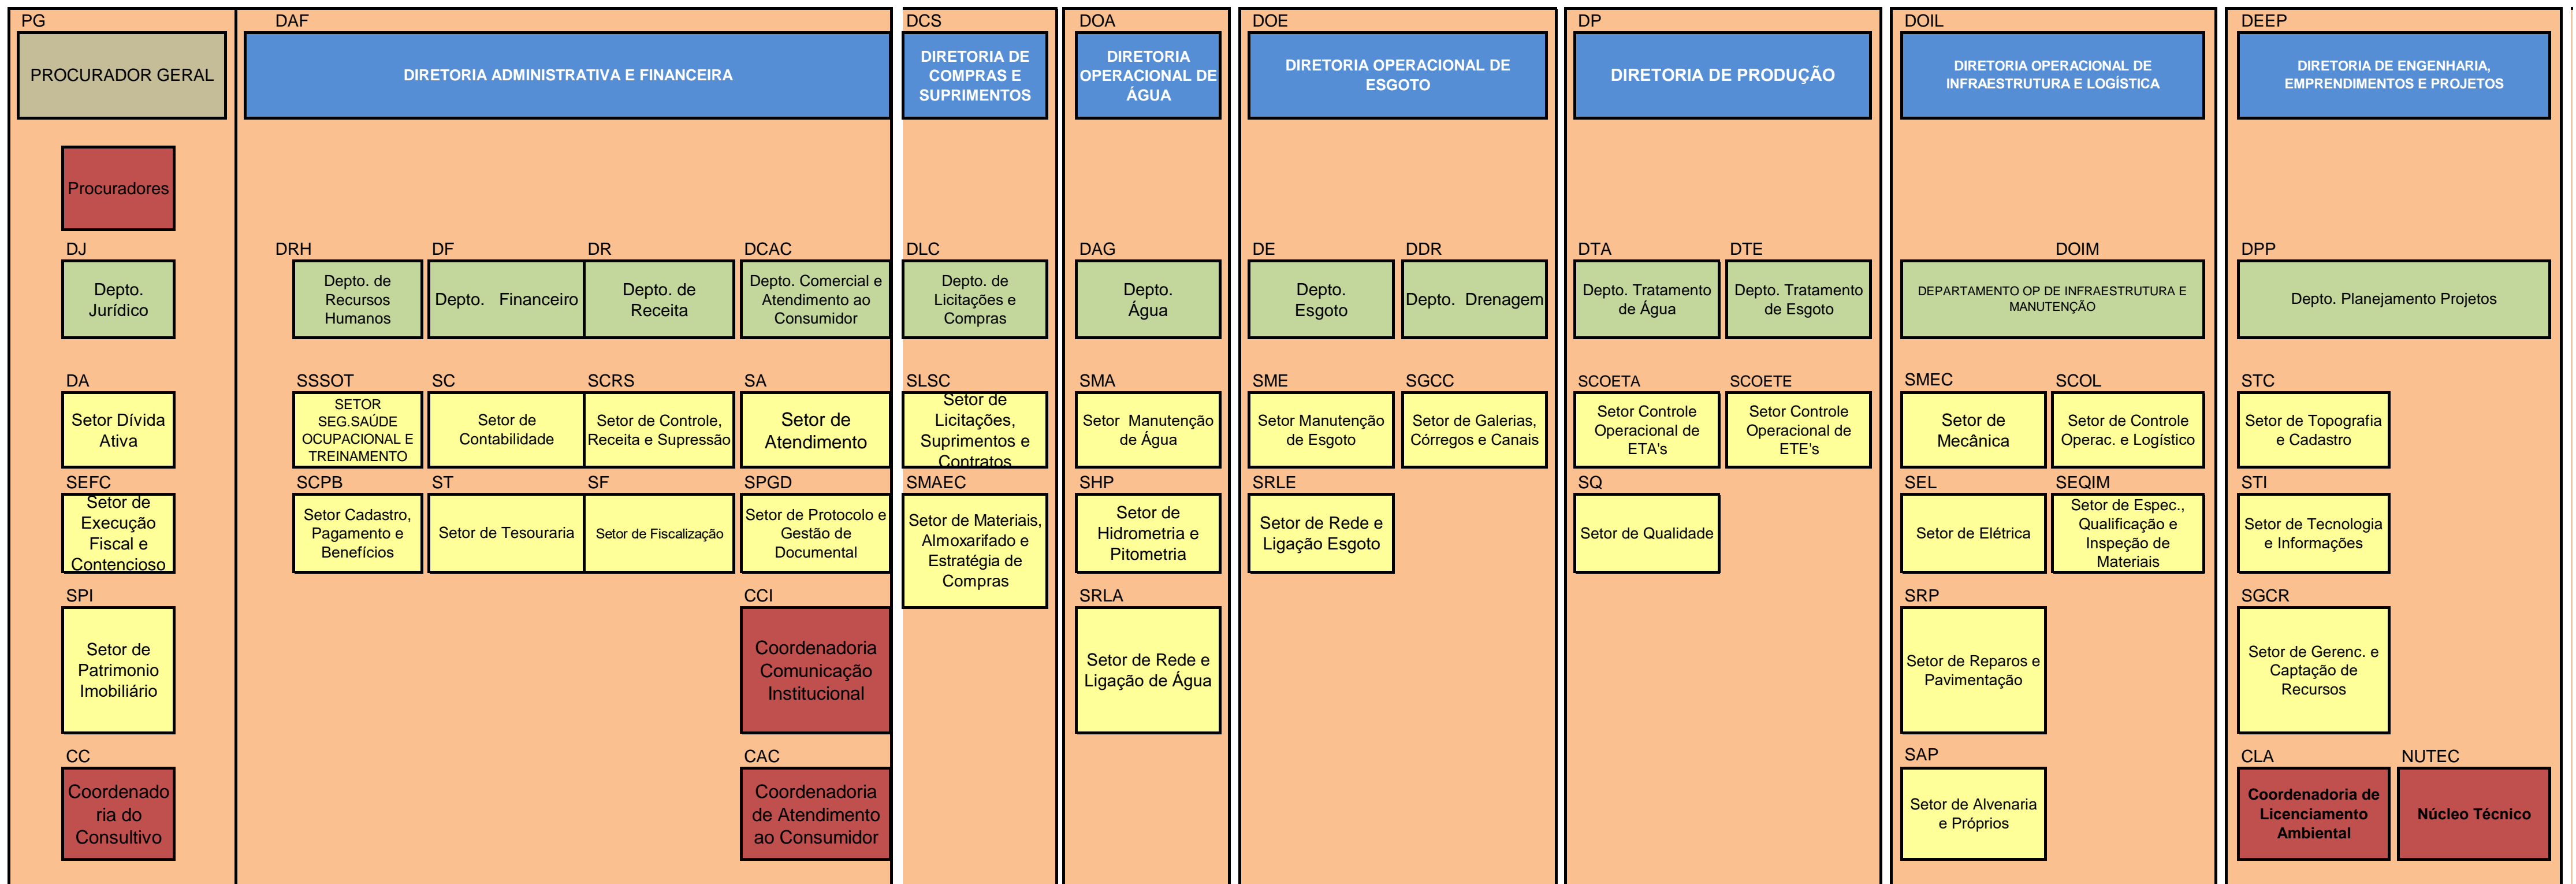 PG
DAF
DCS
DOA
DOE
DP
DOIL
DEEP
PROCURADOR GERAL
DIRETORIA ADMINISTRATIVA E FINANCEIRA
DIRETORIA DE
COMPRAS E
SUPRIMENTOS
DIRETORIA
OPERACIONAL DE
ÁGUA
DIRETORIA OPERACIONAL DE
ESGOTO
DIRETORIA DE PRODUÇÃO
DIRETORIA OPERACIONAL DE
INFRAESTRUTURA E LOGÍSTICA
DIRETORIA DE ENGENHARIA,
EMPRENDIMENTOS E PROJETOS
Procuradores
DJ
DRH
DF
DR
DCAC
DLC
DAG
DE
DDR
DTA
DTE
DOIM
DPP
Depto.
Jurídico
Depto. de
Recursos
Humanos
Depto. Financeiro
Depto. de
Receita
Depto. Comercial e
Atendimento ao
Consumidor
Depto. de
Licitações e
Compras
Depto.
Água
Depto.
Esgoto
Depto. Drenagem
Depto. Tratamento
de Água
Depto. Tratamento
de Esgoto
DEPARTAMENTO OP DE INFRAESTRUTURA E
MANUTENÇÃO
Depto. Planejamento Projetos
DA
SSSOT
SC
SCRS
SA
SLSC
SMA
SME
SGCC
SCOETA
SCOETE
SMEC
SCOL
STC
Setor Dívida
Ativa
SETOR
SEG.SAÚDE
OCUPACIONAL E
TREINAMENTO
Setor de
Contabilidade
Setor de Controle,
Receita e Supressão
Setor de
Atendimento
Setor de
Licitações,
Suprimentos e
Contratos
Setor Manutenção
de Água
Setor Manutenção
de Esgoto
Setor de Galerias,
Córregos e Canais
Setor Controle
Operacional de
ETA's
Setor Controle
Operacional de
ETE's
Setor de
Mecânica
Setor de Controle
Operac. e Logístico
Setor de Topografia
e Cadastro
SEFC
SCPB
ST
SF
SPGD
SMAEC
SHP
SRLE
SQ
SEL
SEQIM
STI
Setor de
Execução
Fiscal e
Contencioso
Setor Cadastro,
Pagamento e
Benefícios
Setor de Tesouraria
Setor de Fiscalização
Setor de Protocolo e
Gestão de
Documental
Setor de Materiais,
Almoxarifado e
Estratégia de
Compras
Setor de
Hidrometria e
Pitometria
Setor de Rede e
Ligação Esgoto
Setor de Qualidade
Setor de Elétrica
Setor de Espec.,
Qualificação e
Inspeção de
Materiais
Setor de Tecnologia
e Informações
SPI
CCI
SRLA
SRP
SGCR
Setor de
Patrimonio
Imobiliário
Coordenadoria
Comunicação
Institucional
Setor de Rede e
Ligação de Água
Setor de Reparos e
Pavimentação
Setor de Gerenc. e
Captação de
Recursos
CC
CAC
SAP
CLA
NUTEC
Coordenado
ria do
Consultivo
Coordenadoria
de Atendimento
ao Consumidor
Setor de Alvenaria
e Próprios
Coordenadoria de
Licenciamento
Ambiental
Núcleo Técnico